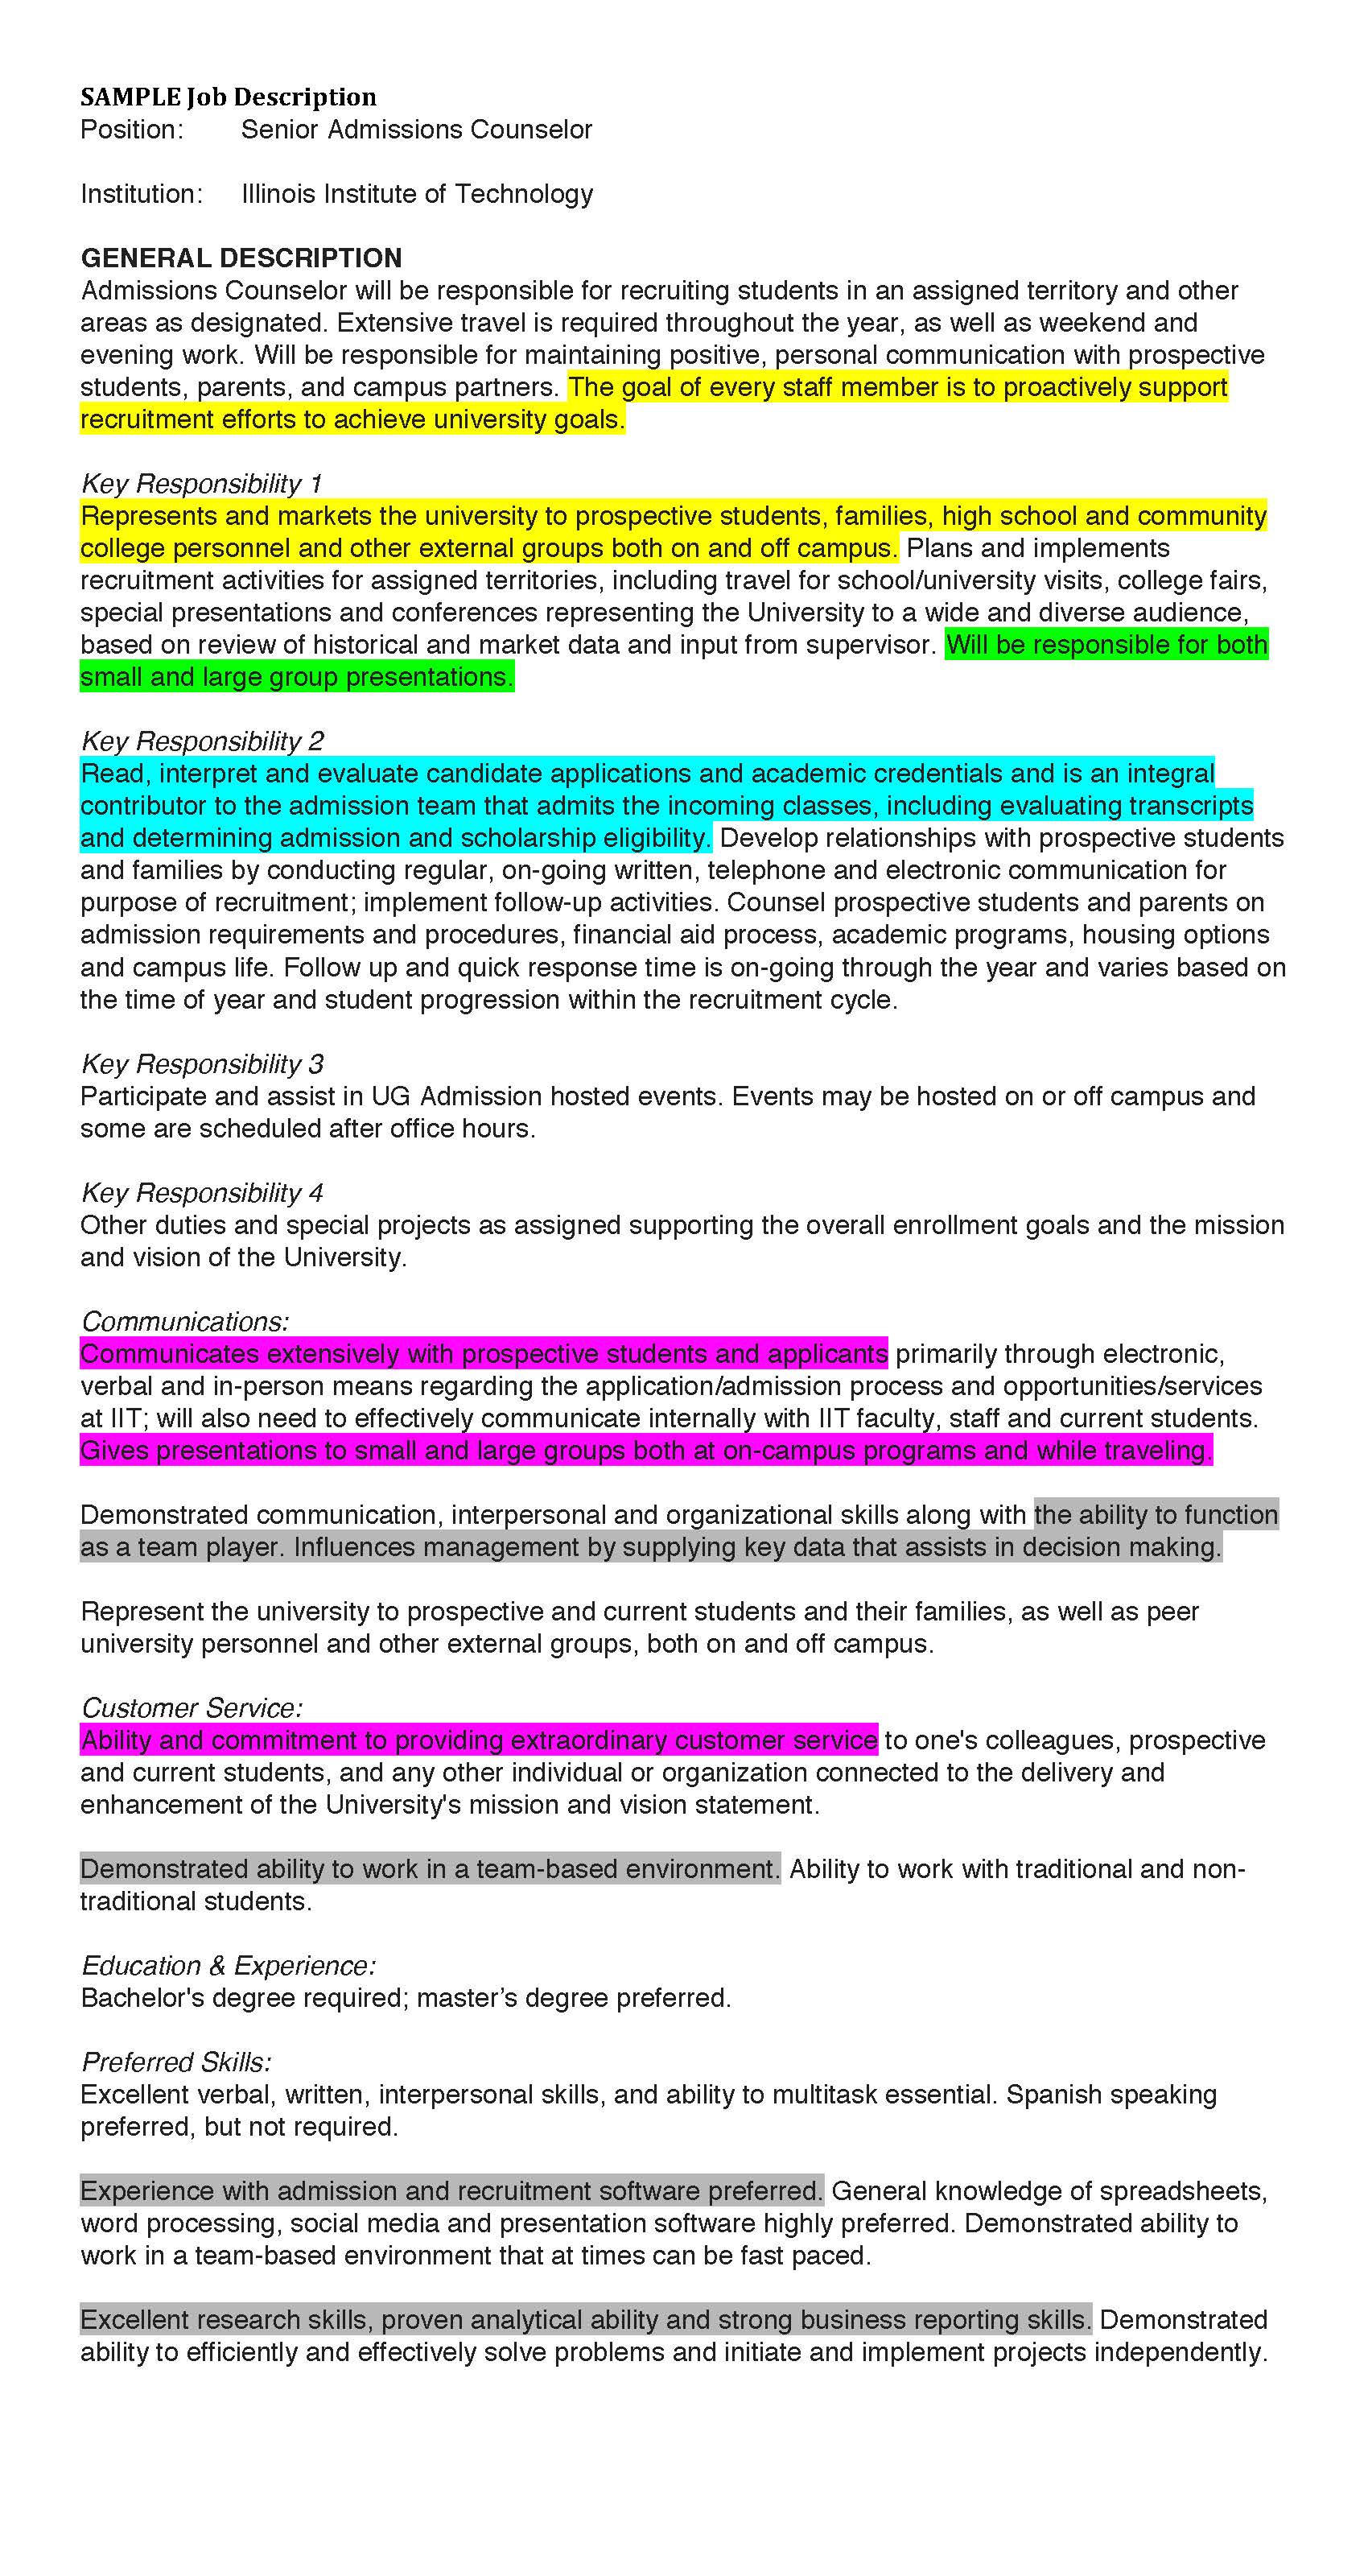 SAMPLE Job Description
Position: Senior Admissions Counselor
Institution: Illinois Institute of Technology
GENERAL DESCRIPTION
Admissions Counselor will be responsible for recruiting students in an assigned territory and other
areas as designated. Extensive travel is required throughout the year, as well as weekend and
evening work. Will be responsible for maintaining positive, personal communication with prospective
students, parents, and campus partners. The goal of every staff member is to proactively support
recruitment efforts to achieve university goals.
Key Responsibility 1
Represents and markets the university to prospective students, families, high school and community
college personnel and other external groups both on and off campus. Plans and implements
recruitment activities for assigned territories, including travel for school/university visits, college fairs,
special presentations and conferences representing the University to a wide and diverse audience,
based on review of historical and market data and input from supervisor. Will be responsible for both
small and large group presentations.
Key Responsibility 2
Read, interpret and evaluate candidate applications and academic credentials and is an integral
contributor to the admission team that admits the incoming classes, including evaluating transcripts
and determining admission and scholarship eligibility. Develop relationships with prospective students
and families by conducting regular, on-going written, telephone and electronic communication for
purpose of recruitment; implement follow-up activities. Counsel prospective students and parents on
admission requirements and procedures, financial aid process, academic programs, housing options
and campus life. Follow up and quick response time is on-going through the year and varies based on
the time of year and student progression within the recruitment cycle.
Key Responsibility 3
Participate and assist in UG Admission hosted events. Events may be hosted on or off campus and
some are scheduled after office hours.
Key Responsibility 4
Other duties and special projects as assigned supporting the overall enrollment goals and the mission
and vision of the University.
Communications:
Communicates extensively with prospective students and applicants primarily through electronic,
verbal and in-person means regarding the application/admission process and opportunities/services
at IIT; will also need to effectively communicate internally with IIT faculty, staff and current students.
Gives presentations to small and large groups both at on-campus programs and while traveling.
Demonstrated communication, interpersonal and organizational skills along with the ability to function
as a team player. Influences management by supplying key data that assists in decision making.
Represent the university to prospective and current students and their families, as well as peer
university personnel and other external groups, both on and off campus.
Customer Service:
Ability and commitment to providing extraordinary customer service to one's colleagues, prospective
and current students, and any other individual or organization connected to the delivery and
enhancement of the University's mission and vision statement.
Demonstrated ability to work in a team-based environment. Ability to work with traditional and non-
traditional students.
Education & Experience:
Bachelor's degree required; master’s degree preferred.
Preferred Skills:
Excellent verbal, written, interpersonal skills, and ability to multitask essential. Spanish speaking
preferred, but not required.
Experience with admission and recruitment software preferred. General knowledge of spreadsheets,
word processing, social media and presentation software highly preferred. Demonstrated ability to
work in a team-based environment that at times can be fast paced.
Excellent research skills, proven analytical ability and strong business reporting skills. Demonstrated
ability to efficiently and effectively solve problems and initiate and implement projects independently.